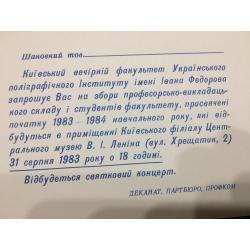 Шановний тов.
Київський вечірній факультет Українського
поліграфічного Інституту імені Івана Федорова
запрошує Вас на збори професорсько-викладаць-
кого складу і студентів факультету, присвячені
початку 1983—1984 навчального року, які від-
будуться в приміщенні Київського філіалу Цент-
рального музею В. І. Леніна (вул. Хрещатик, 2)
31 серпня 1983 року о 18 годині.
Відбудеться святковий концерт.
ДЕКАНАТ, ПАРТБЮРО, ПРОФКОМ